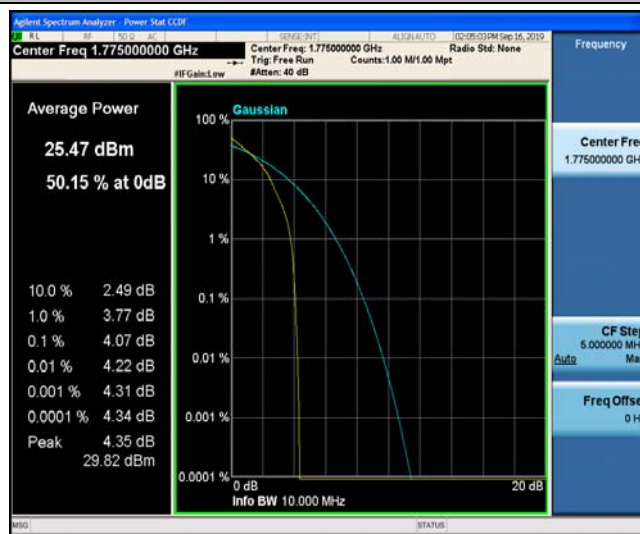 Agilent Spectrum Analyzer - Power Stat CCDF
RL RF 50 Ω AC SENSE:INT ALIGN AUTO 02:05:03 PM Sep 16, 2019
Center Freq 1.775000000 GHz
Center Freq: 1.775000000 GHz Radio Std: None
Trig: Free Run Counts:1.00 M/1.00 Mpt
#IFGain:Low #Atten: 40 dB
Frequency
Average Power
25.47 dBm
50.15 % at 0dB
10.0 % 2.49 dB
1.0 % 3.77 dB
0.1 % 4.07 dB
0.01 % 4.22 dB
0.001 % 4.31 dB
0.0001 % 4.34 dB
Peak 4.35 dB
29.82 dBm
Gaussian
100 %
10 %
1 %
0.1 %
0.01 %
0.001 %
0.0001 %
0 dB 20 dB
Info BW 10.000 MHz
Center Fre
1.775000000 GH
CF Step
5.000000 MH
Auto Ma
Freq Offse
0 H
MSG STATUS